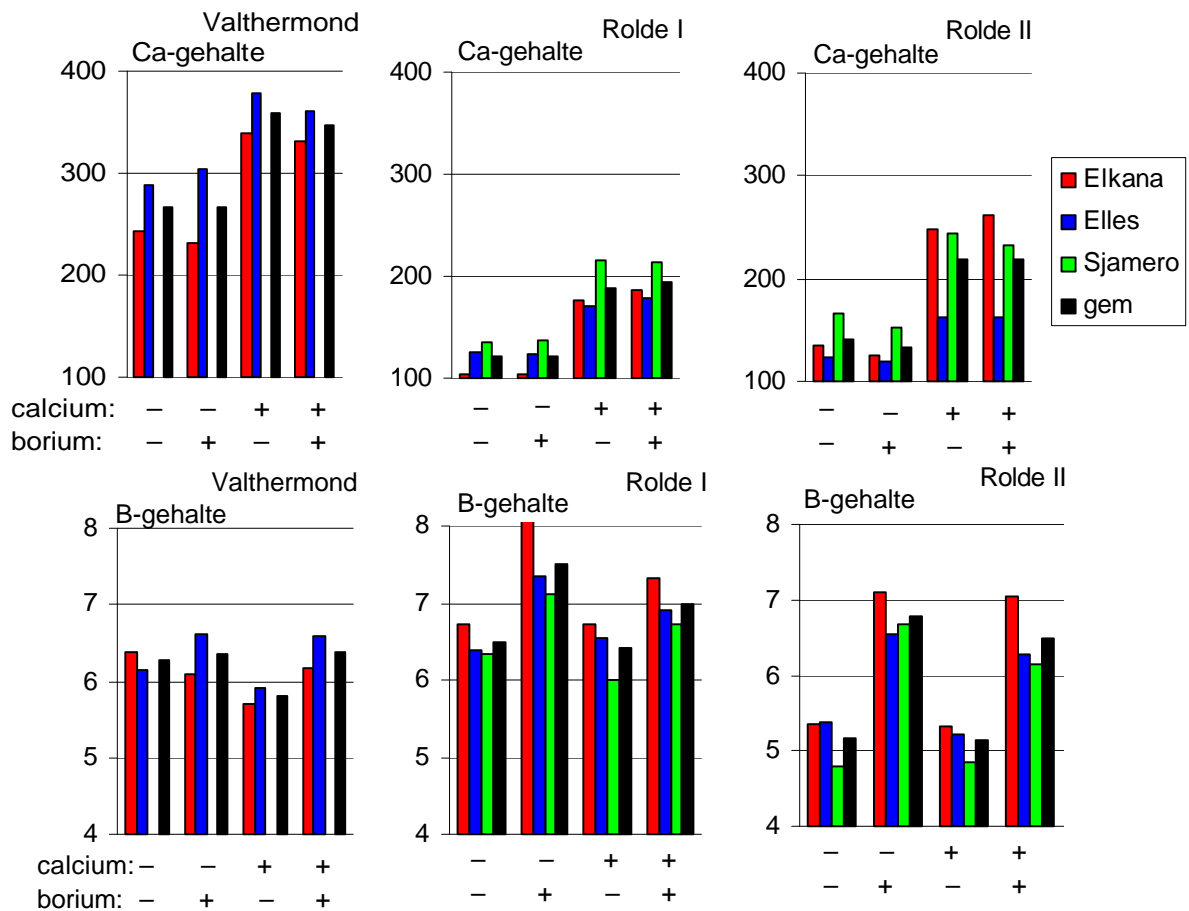 Valthermond
Ca-gehalte
400
300
200
100
calcium: – – + +
borium: – + – +
Rolde I
Ca-gehalte
400
300
200
100
– – + +
– + – +
Rolde II
Ca-gehalte
400
300
200
100
– – + +
– + – +
Elkana
Elles
Sjamero
gem
Valthermond
B-gehalte
8
7
6
5
4
calcium: – – + +
borium: – + – +
Rolde I
B-gehalte
8
7
6
5
4
– – + +
– + – +
Rolde II
B-gehalte
8
7
6
5
4
– – + +
– + – +